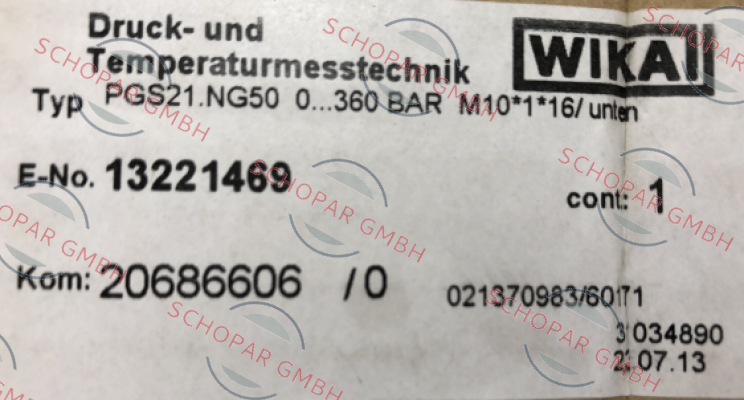 Druck- und
Temperaturmesstechnik
WIKA
Typ PGS21.NG50 0...360 BAR M10*1*16/ unten
E-No. 13221469
cont: 1
Kom: 20686606 /0
021370983/60171
034890
07.13
SCHOPAR GMBH
SCHOPAR GMBH
SCHOPAR GMBH
SCHOPAR GMBH
SCHOPAR GMBH
SCHOPAR GMBH
SCHOPAR GMBH